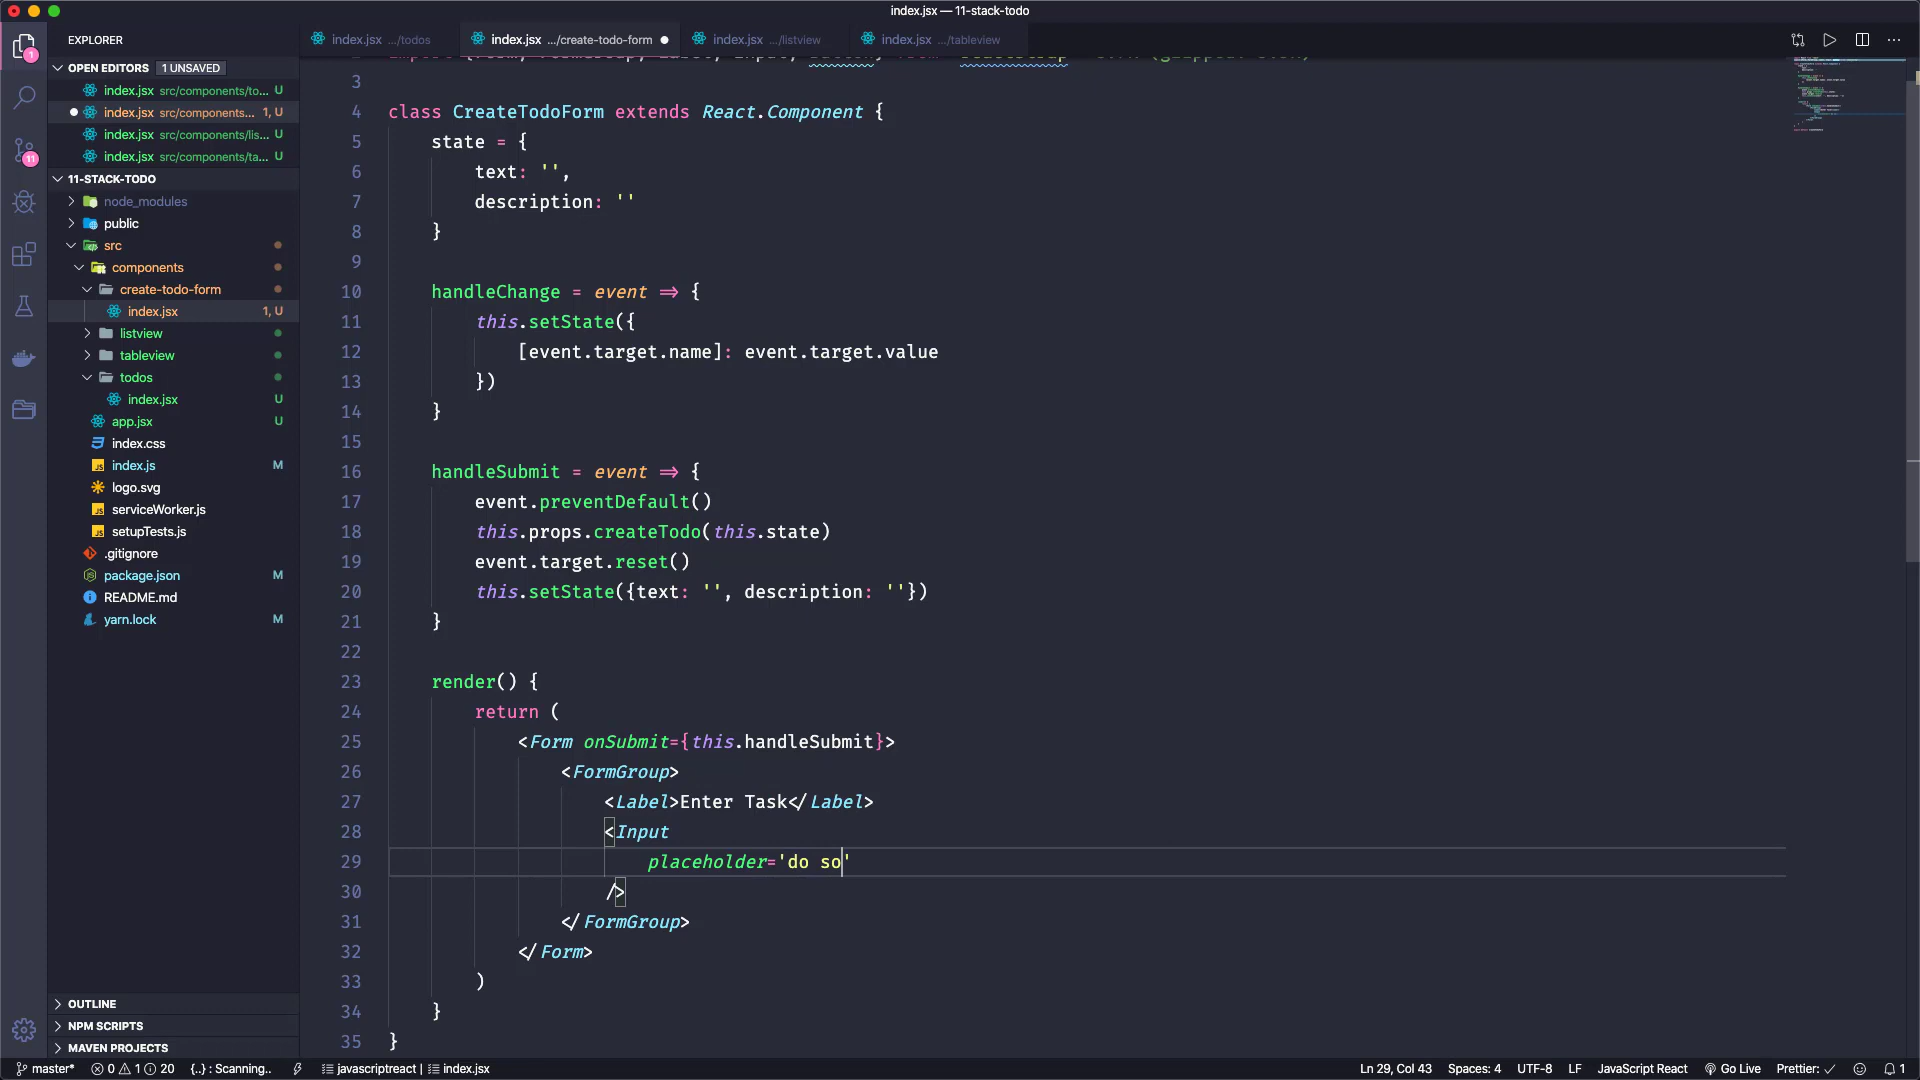 index.jsx — 11-stack-todo
EXPLORER
index.jsx .../todos
index.jsx .../create-todo-form
index.jsx .../listview
index.jsx .../tableview
OPEN EDITORS 1 UNSAVED
index.jsx src/components/to... U
index.jsx src/components... 1, U
index.jsx src/components/lis... U
index.jsx src/components/ta... U
11-STACK-TODO
node_modules
public
src
components
create-todo-form
index.jsx 1, U
listview
tableview
todos
index.jsx U
app.jsx U
index.css
index.js M
logo.svg
serviceWorker.js
setupTests.js
.gitignore
package.json M
README.md
yarn.lock M
OUTLINE
NPM SCRIPTS
MAVEN PROJECTS
1
11
3
4 class CreateTodoForm extends React.Component {
5 state = {
6 text: '',
7 description: ''
8 }
9
10 handleChange = event => {
11 this.setState({
12 [event.target.name]: event.target.value
13 })
14 }
15
16 handleSubmit = event => {
17 event.preventDefault()
18 this.props.createTodo(this.state)
19 event.target.reset()
20 this.setState({text: '', description: ''})
21 }
22
23 render() {
24 return (
25 <Form onSubmit={this.handleSubmit}>
26 <FormGroup>
27 <Label>Enter Task</Label>
28 <Input
29 placeholder='do so'
30 />
31 </FormGroup>
32 </Form>
33 )
34 }
35 }
master* 0 1 20 {..} : Scanning.. javascriptreact | index.jsx Ln 29, Col 43 Spaces: 4 UTF-8 LF JavaScript React Go Live Prettier: ✓ 1